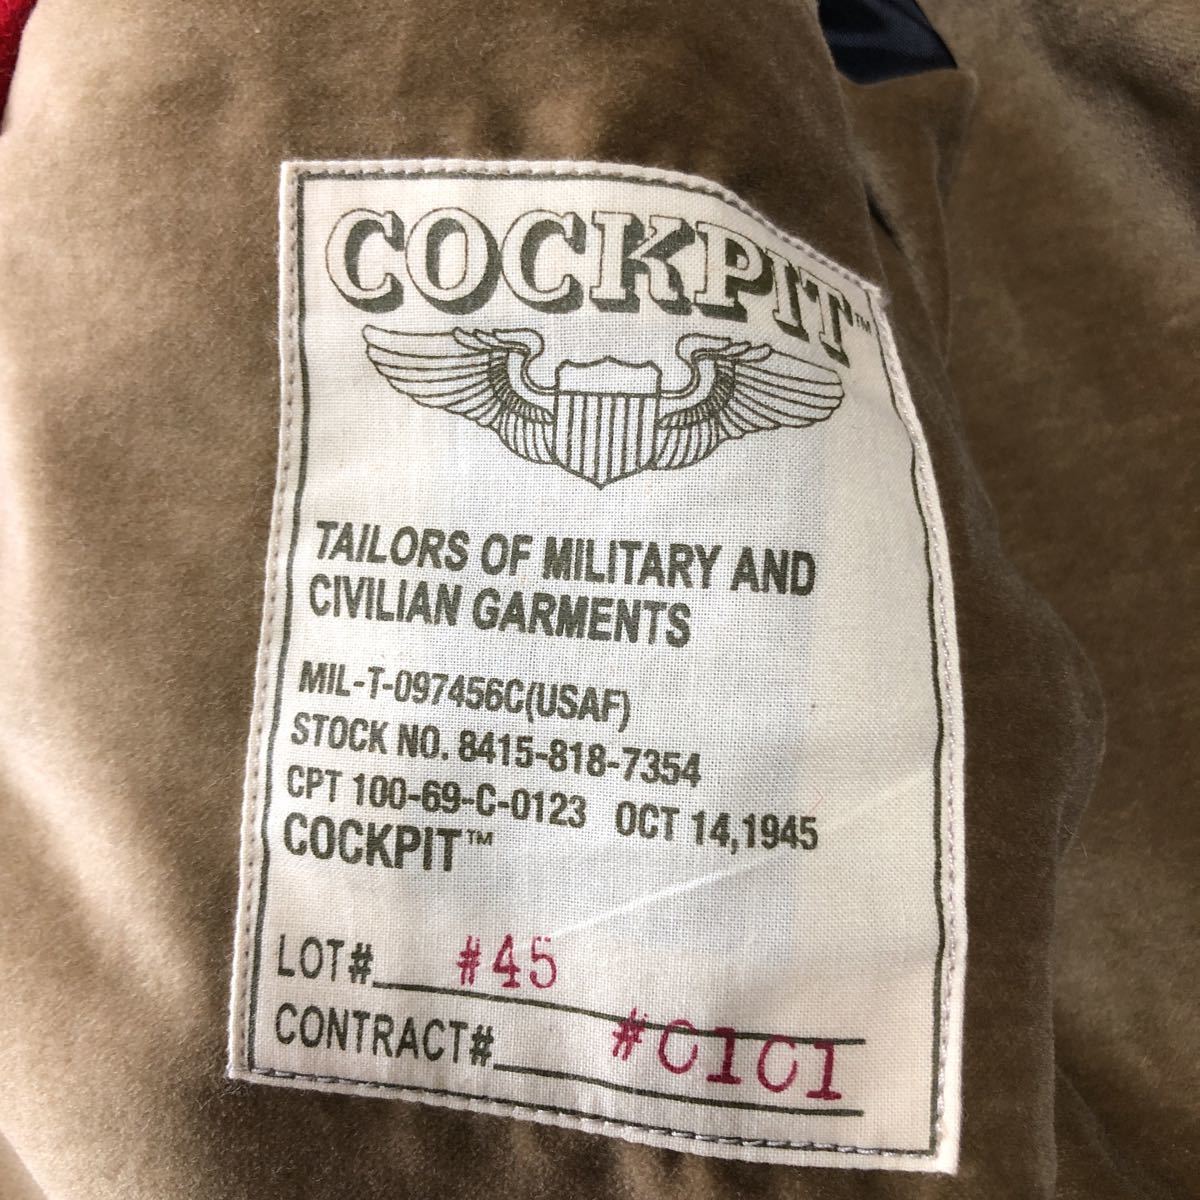 COCKPIT™
TAILORS OF MILITARY AND
CIVILIAN GARMENTS
MIL-T-097456C(USAF)
STOCK NO. 8415-818-7354
CPT 100-69-C-0123 OCT 14,1945
COCKPIT™
LOT# #45
CONTRACT# #0101